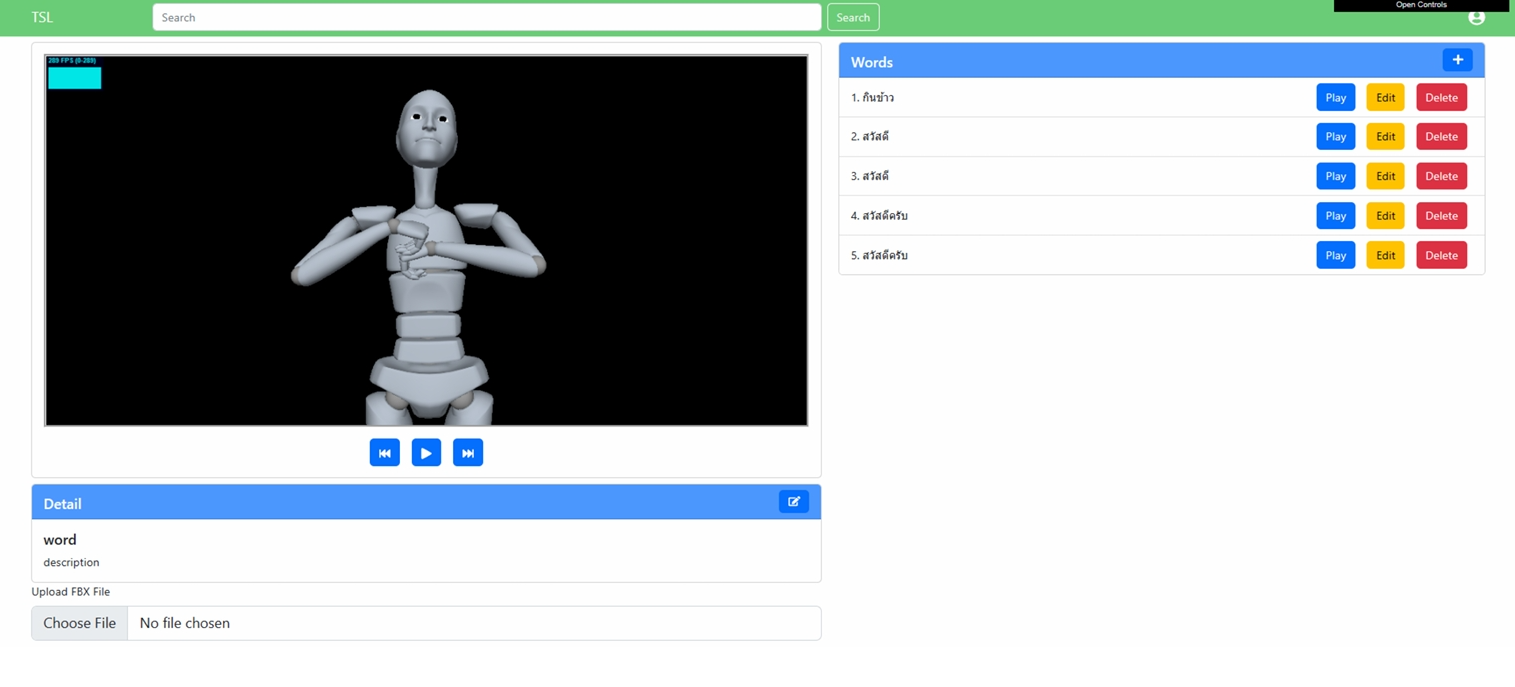 TSL
Search
Search
Open Controls
289 FPS (0-289)
Words
+
1. กินข้าว
Play
Edit
Delete
2. สวัสดี
Play
Edit
Delete
3. สวัสดี
Play
Edit
Delete
4. สวัสดีครับ
Play
Edit
Delete
5. สวัสดีครับ
Play
Edit
Delete
Detail
word
description
Upload FBX File
Choose File
No file chosen